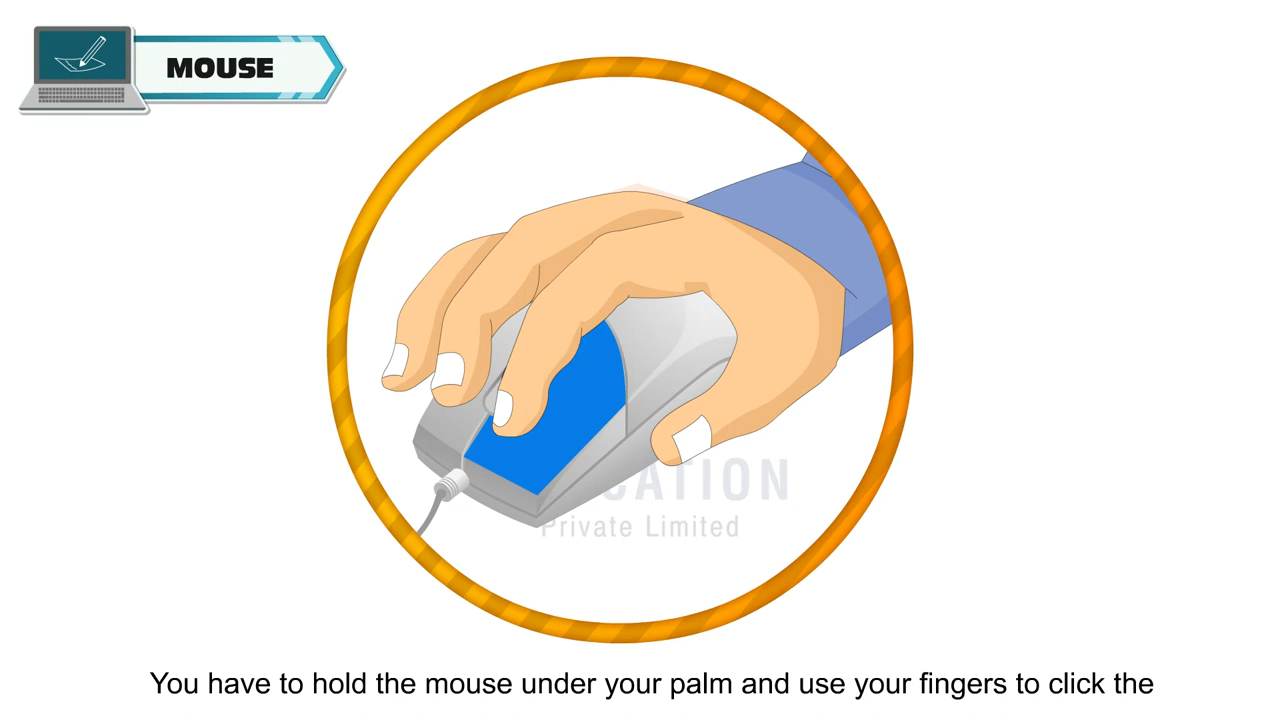 MOUSE
CATION
Private Limited
You have to hold the mouse under your palm and use your fingers to click the